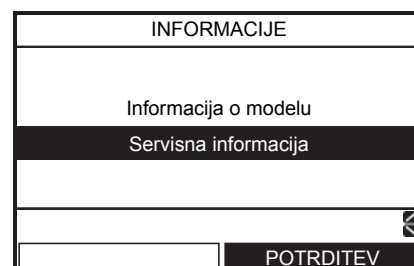 INFORMACIJE
Informacija o modelu
Servisna informacija
POTRDITEV